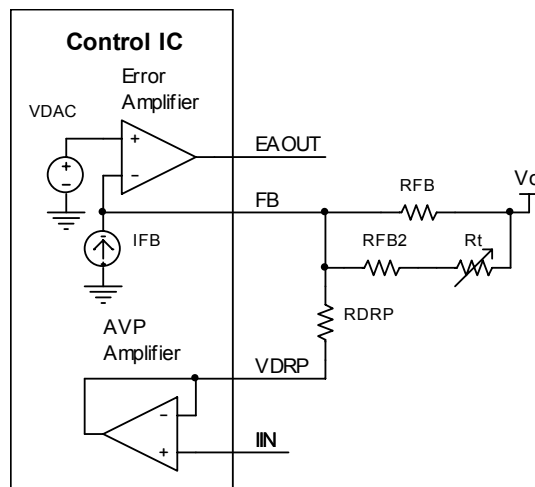 Control IC
Error
Amplifier
VDAC
+
-
+
-
EAOUT
FB
RFB
IFB
RFB2
Rt
RDRP
AVP
Amplifier
VDRP
-
+
IIN